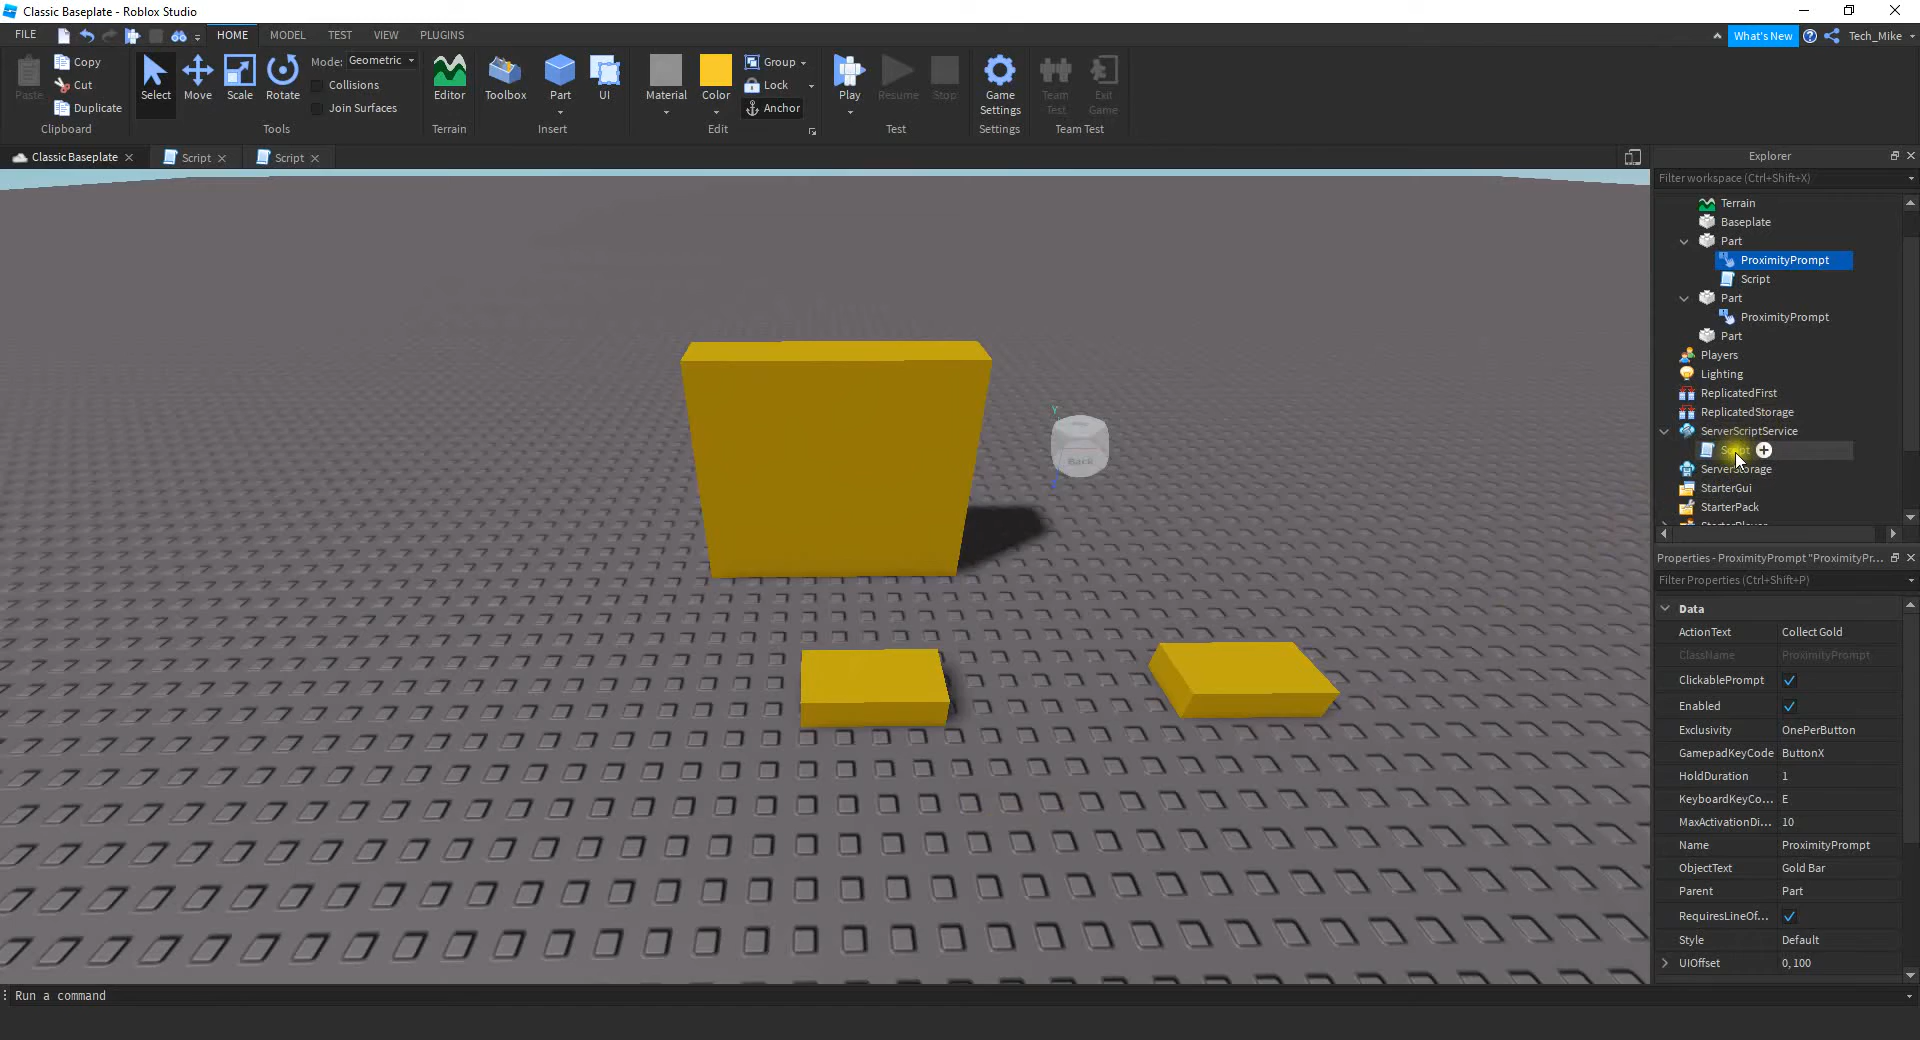 Classic Baseplate - Roblox Studio
FILE HOME MODEL TEST VIEW PLUGINS What's New Tech_Mike
Paste Copy Cut Duplicate Clipboard
Select Move Scale Rotate Mode: Geometric Collisions Join Surfaces Tools
Editor Terrain
Toolbox Part UI Insert
Material Color Group Lock Anchor Edit
Play Resume Stop Test
Game Settings Settings
Team Test Exit Game Team Test
Classic Baseplate Script Script
Explorer
Filter workspace (Ctrl+Shift+X)
Terrain
Baseplate
Part
ProximityPrompt
Script
Part
ProximityPrompt
Part
Players
Lighting
ReplicatedFirst
ReplicatedStorage
ServerScriptService
Script
ServerStorage
StarterGui
StarterPack
StarterPlayer
Y
Back
Properties - ProximityPrompt "ProximityPr...
Filter Properties (Ctrl+Shift+P)
Data
ActionText Collect Gold
ClassName ProximityPrompt
ClickablePrompt
Enabled
Exclusivity OnePerButton
GamepadKeyCode ButtonX
HoldDuration 1
KeyboardKeyCo... E
MaxActivationDi... 10
Name ProximityPrompt
ObjectText Gold Bar
Parent Part
RequiresLineOf...
Style Default
UIOffset 0, 100
Run a command